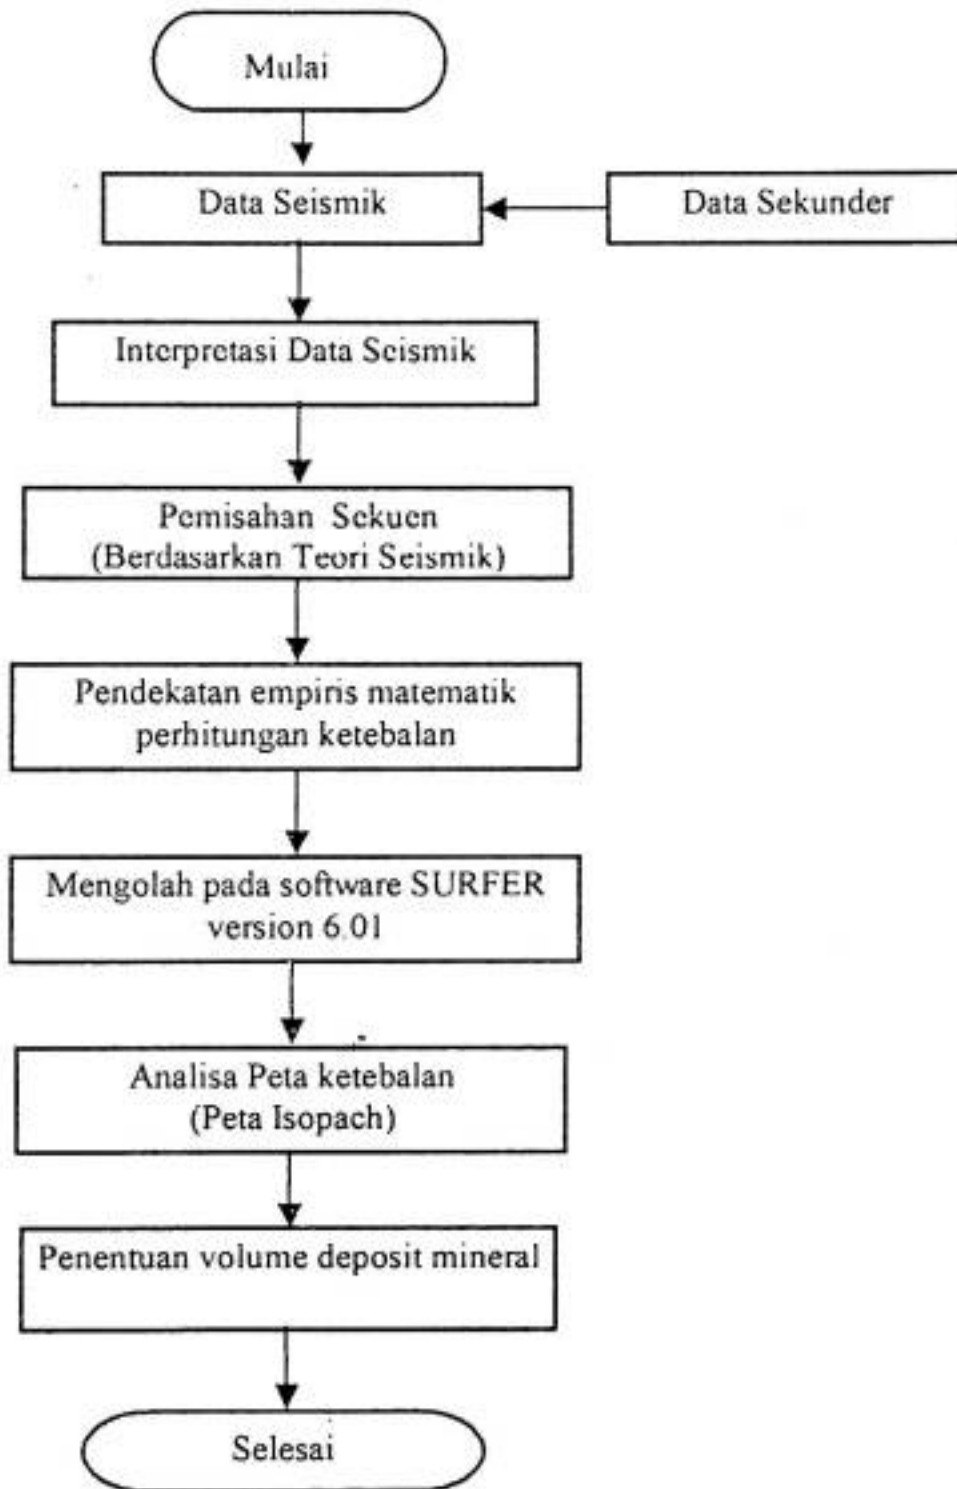 Mulai
Data Seismik
Data Sekunder
Interpretasi Data Seismik
Pemisahan Sekuen
(Berdasarkan Teori Seismik)
Pendekatan empiris matematik
perhitungan ketebalan
Mengolah pada software SURFER
version 6.01
Analisa Peta ketebalan
(Peta Isopach)
Penentuan volume deposit mineral
Selesai